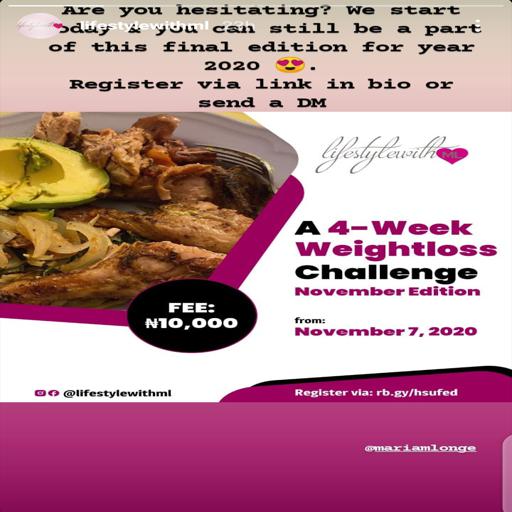 Are you hesitating? We start
today & you can still be a part
of this final edition for year
2020 😍.
Register via link in bio or
send a DM
lifestylewithml 23h
lifestylewith ML
A 4-Week
Weightloss
Challenge
November Edition
from:
November 7, 2020
FEE:
₦10,000
@lifestylewithml
Register via: rb.gy/hsufed
@mariamlonge